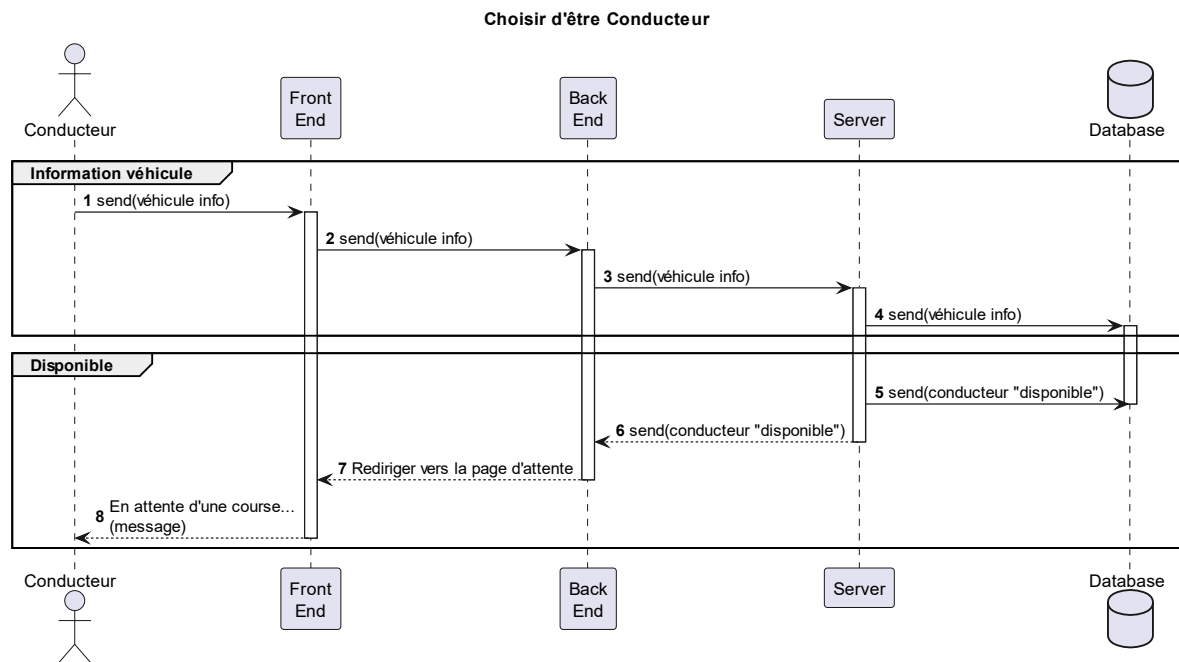 Choisir d'être Conducteur
Conducteur
Front
End
Back
End
Server
Database
Information véhicule
1 send(véhicule info)
2 send(véhicule info)
3 send(véhicule info)
4 send(véhicule info)
Disponible
5 send(conducteur "disponible")
6 send(conducteur "disponible")
7 Rediriger vers la page d'attente
8 En attente d'une course...
(message)
Conducteur
Front
End
Back
End
Server
Database